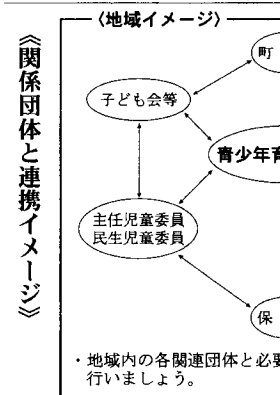 《関係団体と連携イメージ》
〈地域イメージ〉
町
子ども会等
青少年育
主任児童委員
民生児童委員
保
・地域内の各関連団体と必要
行いましょう。